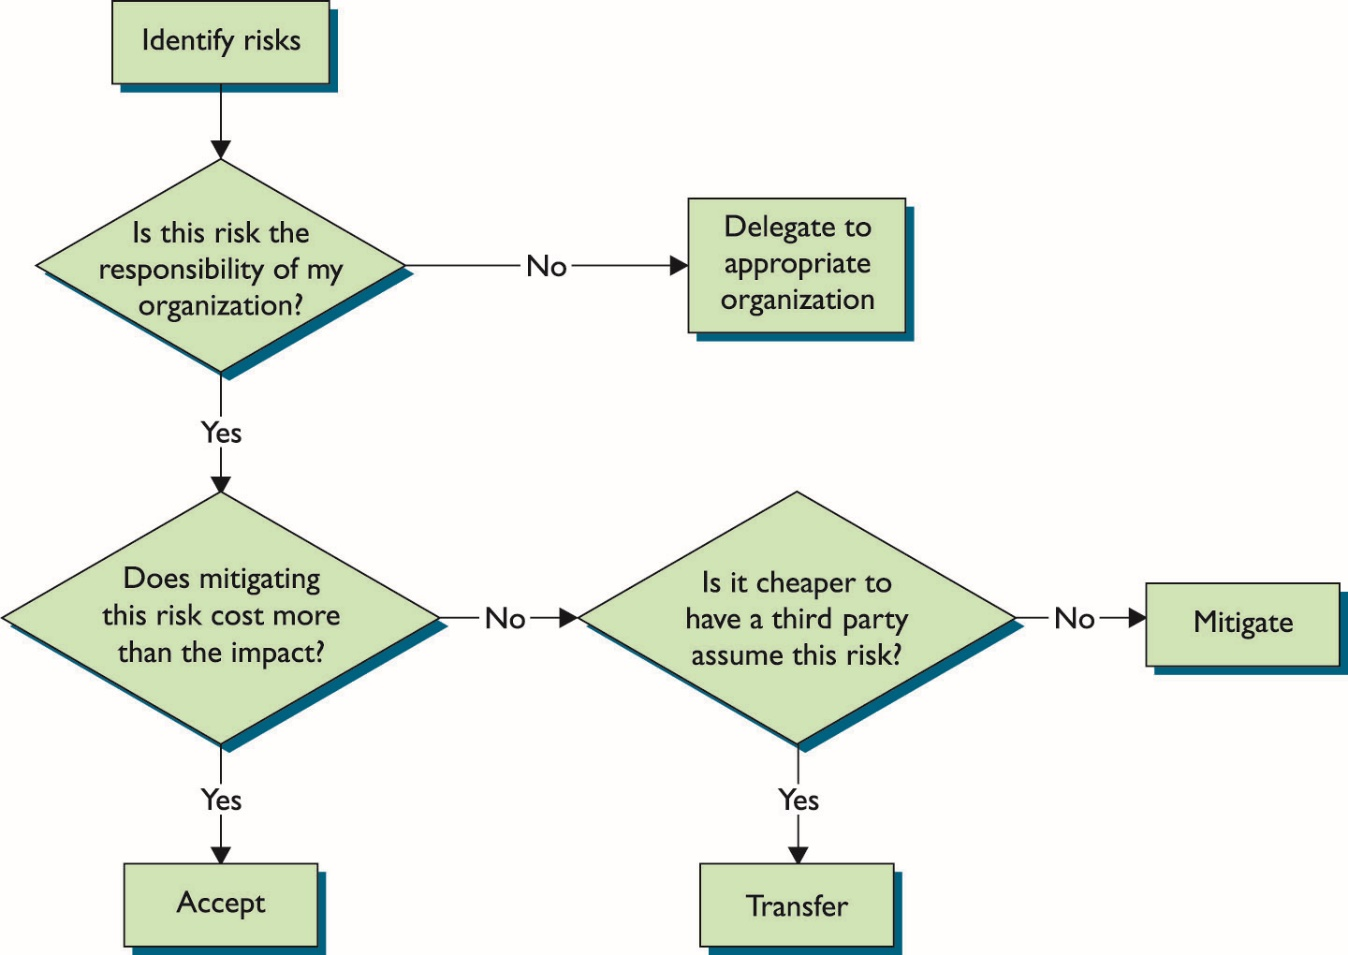 Identify risks
Is this risk the
responsibility of my
organization?
No
Delegate to
appropriate
organization
Yes
Does mitigating
this risk cost more
than the impact?
No
Is it cheaper to
have a third party
assume this risk?
No
Mitigate
Yes
Yes
Accept
Transfer